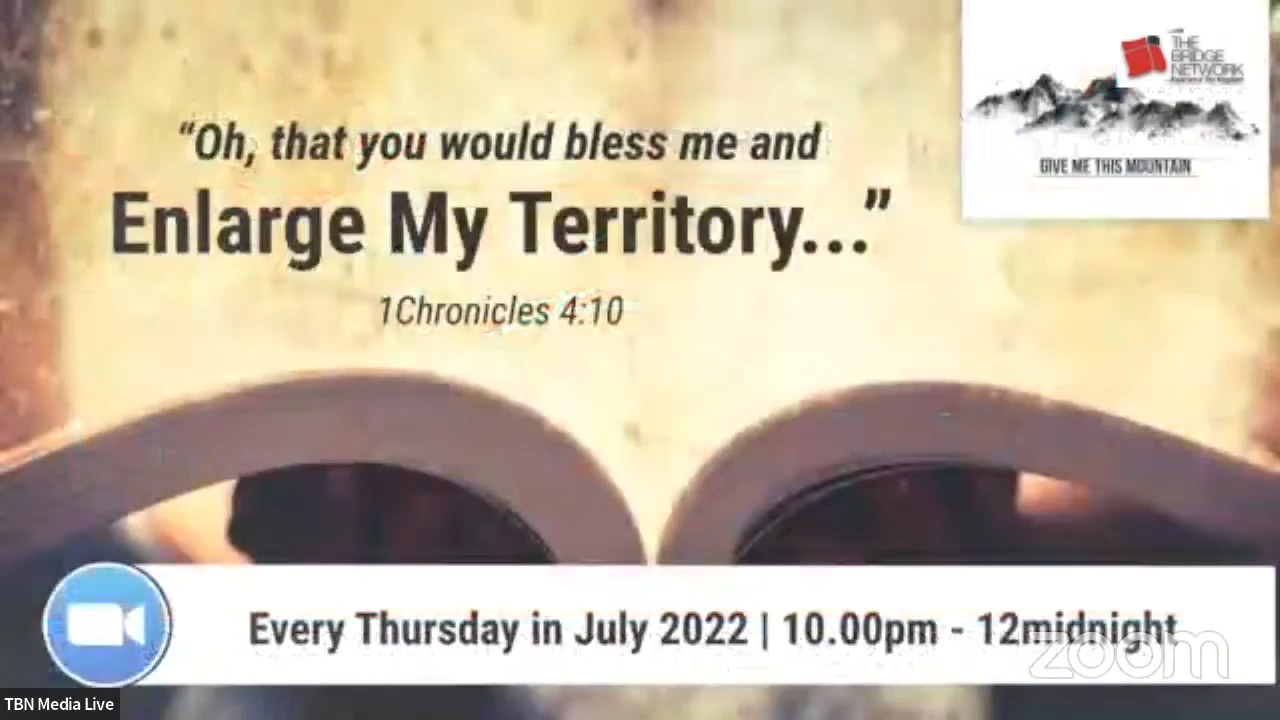 THE
BRIDGE
NETWORK
GIVE ME THIS MOUNTAIN
“Oh, that you would bless me and
Enlarge My Territory...”
1Chronicles 4:10
Every Thursday in July 2022 | 10.00pm - 12midnight
zoom
TBN Media Live